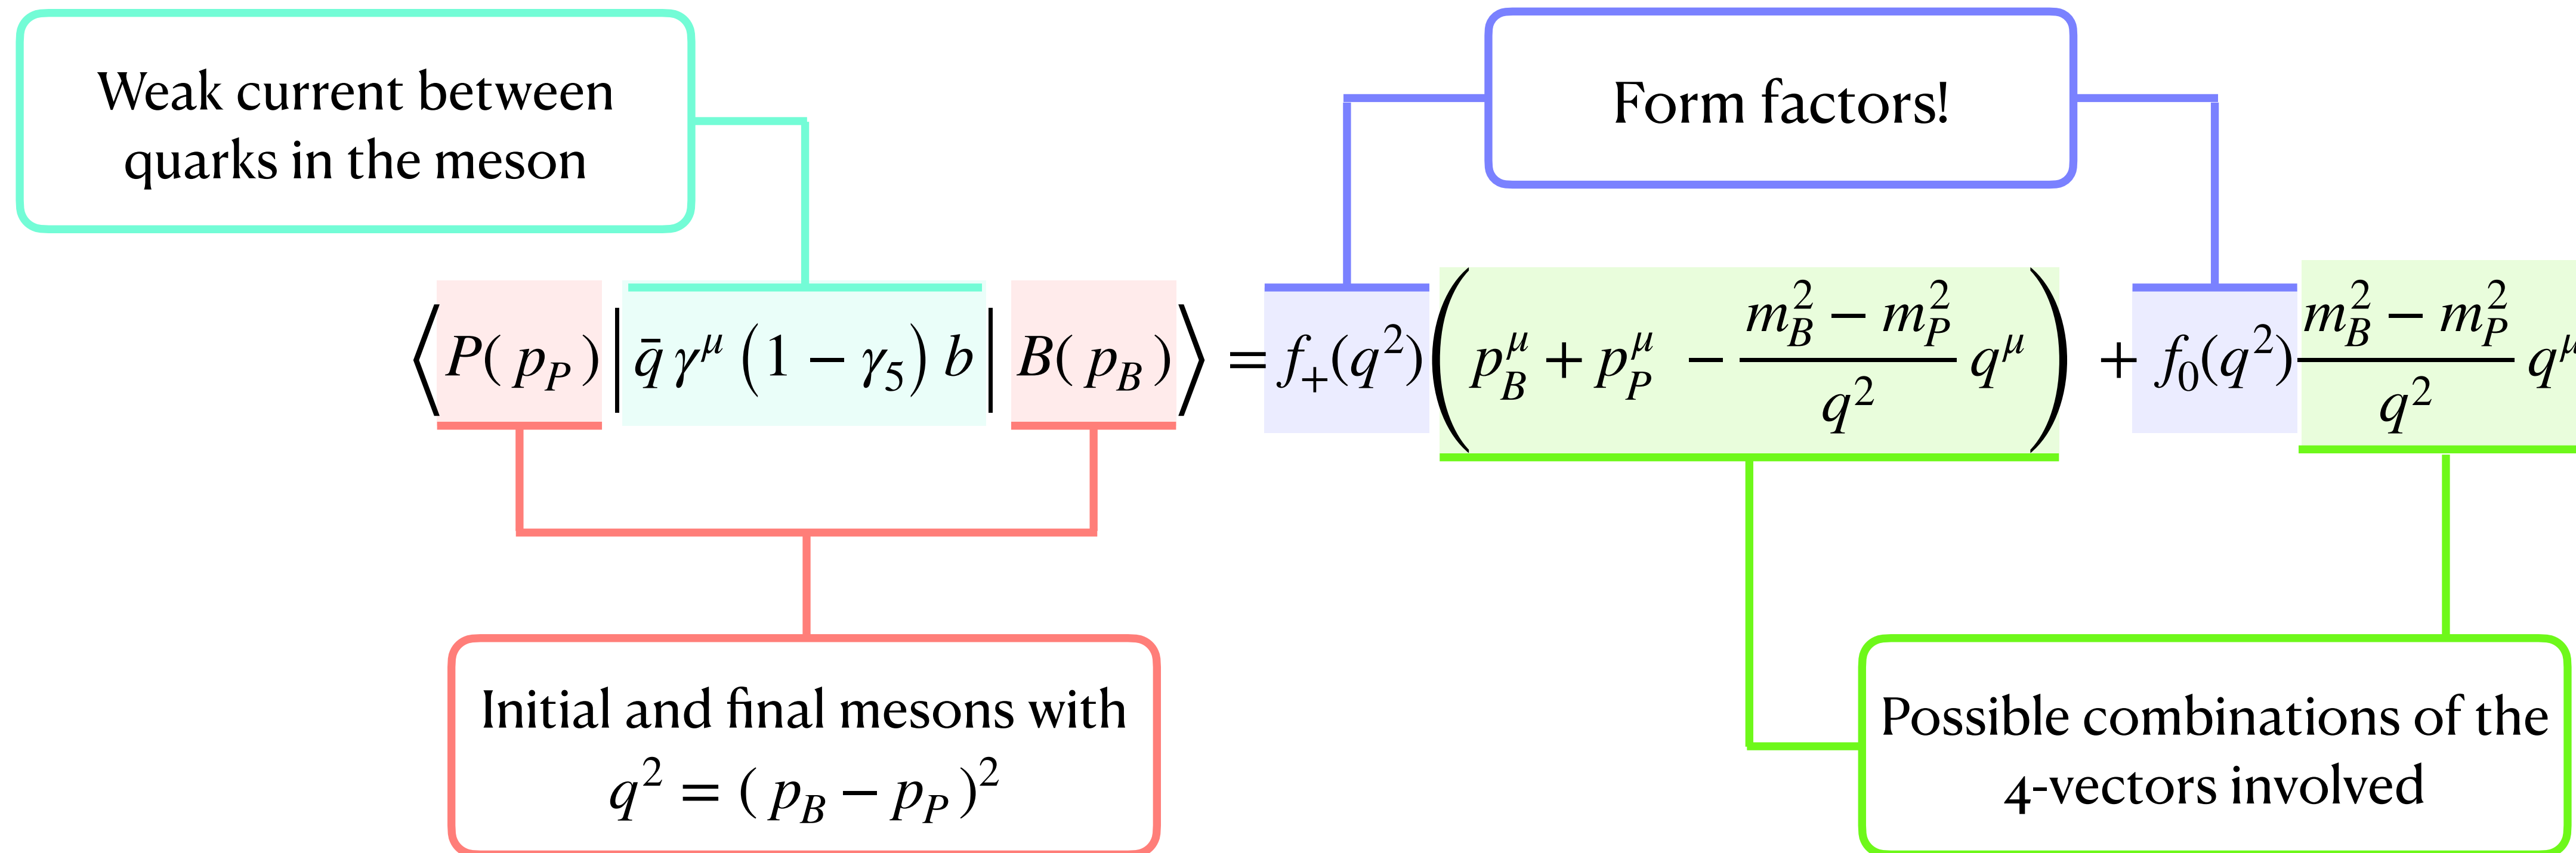 Weak current between
quarks in the meson
Form factors!
⟨P( p_P )| q̄ γ^μ (1 − γ_5) b| B( p_B )⟩ = f_+(q^2)(p_B^μ + p_P^μ − \frac{m_B^2 − m_P^2}{q^2} q^μ) + f_0(q^2) \frac{m_B^2 − m_P^2}{q^2} q^μ
Initial and final mesons with
q^2 = ( p_B − p_P )^2
Possible combinations of the
4-vectors involved